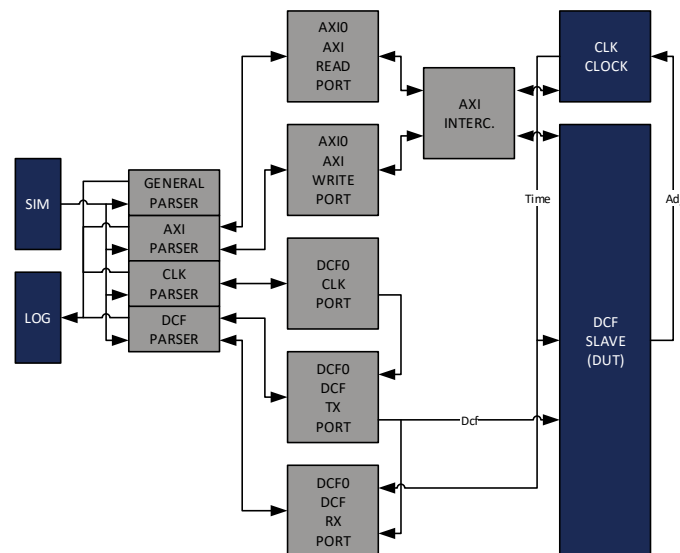 SIM
LOG
GENERAL
PARSER
AXI
PARSER
CLK
PARSER
DCF
PARSER
AXI0
AXI
READ
PORT
AXI0
AXI
WRITE
PORT
DCF0
CLK
PORT
DCF0
DCF
TX
PORT
DCF0
DCF
RX
PORT
AXI
INTERC.
CLK
CLOCK
DCF
SLAVE
(DUT)
Time
Dcf
Ad